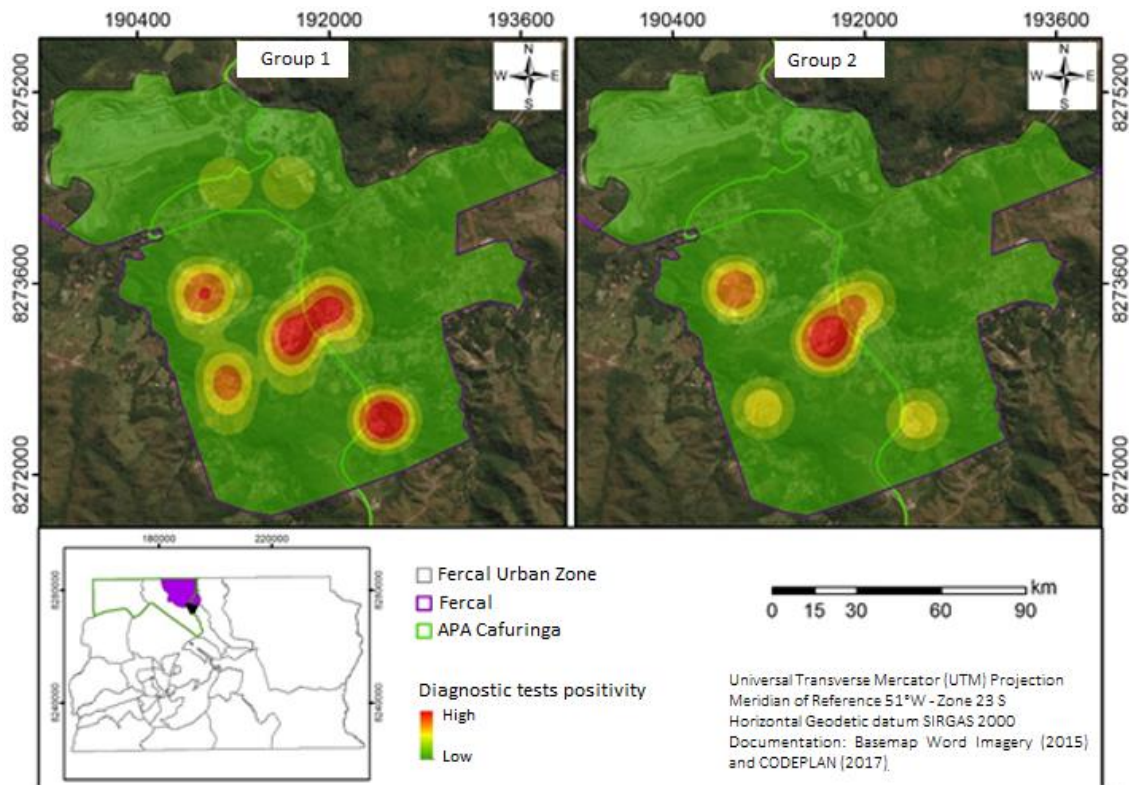 190400 192000 193600 190400 192000 193600
Group 1
Group 2
N
W E
S
N
W E
S
8275200
8273600
8272000
8275200
8273600
8272000
180000 220000
8280000
8240000
8280000
8240000
Fercal Urban Zone
Fercal
APA Cafuringa
Diagnostic tests positivity
High
Low
km
0 15 30 60 90
Universal Transverse Mercator (UTM) Projection
Meridian of Reference 51°W - Zone 23 S
Horizontal Geodetic datum SIRGAS 2000
Documentation: Basemap Word Imagery (2015)
and CODEPLAN (2017)